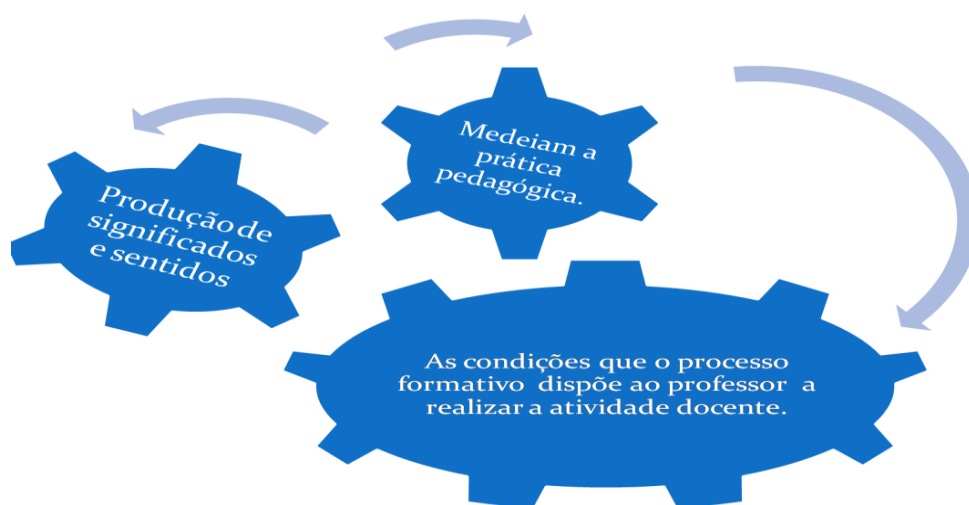 Medeiam a
prática
pedagógica.
Produção de
significados
e sentidos
As condições que o processo
formativo dispõe ao professor a
realizar a atividade docente.